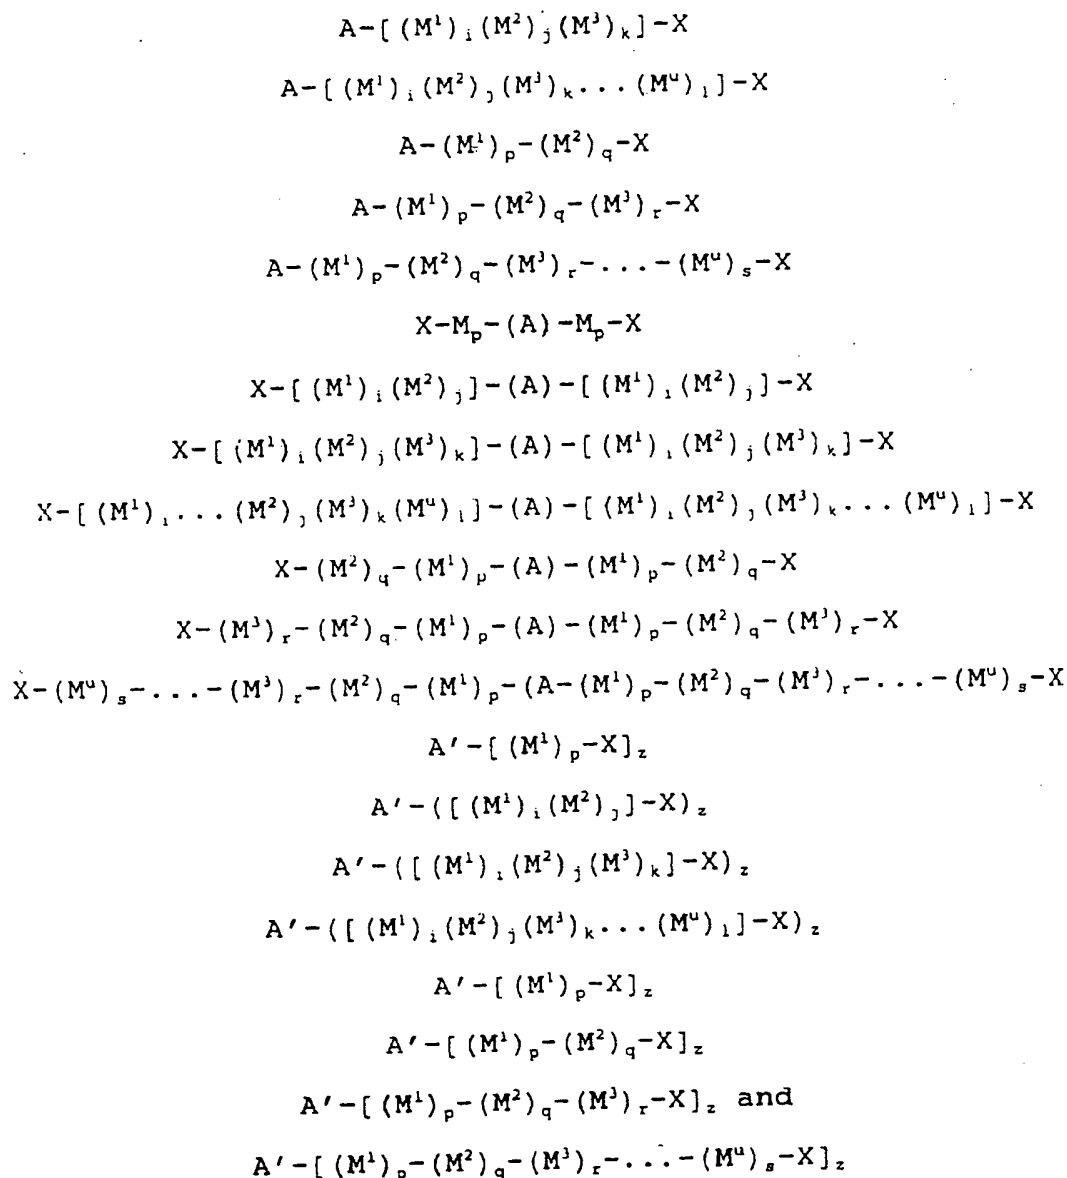 A-[(M¹)ᵢ(M²)ⱼ(M³)ₖ]-X
A-[(M¹)ᵢ(M²)ⱼ(M³)ₖ...(Mᵘ)ₗ]-X
A-(M¹)ₚ-(M²)q-X
A-(M¹)ₚ-(M²)q-(M³)ᵣ-X
A-(M¹)ₚ-(M²)q-(M³)ᵣ-...-(Mᵘ)ₛ-X
X-Mₚ-(A)-Mₚ-X
X-[(M¹)ᵢ(M²)ⱼ]-(A)-[(M¹)ᵢ(M²)ⱼ]-X
X-[(M¹)ᵢ(M²)ⱼ(M³)ₖ]-(A)-[(M¹)ᵢ(M²)ⱼ(M³)ₖ]-X
X-[(M¹)ᵢ...(M²)ⱼ(M³)ₖ(Mᵘ)ₗ]-(A)-[(M¹)ᵢ(M²)ⱼ(M³)ₖ...(Mᵘ)ₗ]-X
X-(M²)q-(M¹)ₚ-(A)-(M¹)ₚ-(M²)q-X
X-(M³)ᵣ-(M²)q-(M¹)ₚ-(A)-(M¹)ₚ-(M²)q-(M³)ᵣ-X
X-(Mᵘ)ₛ-...-(M³)ᵣ-(M²)q-(M¹)ₚ-(A-(M¹)ₚ-(M²)q-(M³)ᵣ-...-(Mᵘ)ₛ-X
A'-[(M¹)ₚ-X]z
A'-([(M¹)ᵢ(M²)ⱼ]-X)z
A'-([(M¹)ᵢ(M²)ⱼ(M³)ₖ]-X)z
A'-([(M¹)ᵢ(M²)ⱼ(M³)ₖ...(Mᵘ)ₗ]-X)z
A'-[(M¹)ₚ-X]z
A'-[(M¹)ₚ-(M²)q-X]z
A'-[(M¹)ₚ-(M²)q-(M³)ᵣ-X]z and
A'-[(M¹)ₚ-(M²)q-(M³)ᵣ-...-(Mᵘ)ₛ-X]z